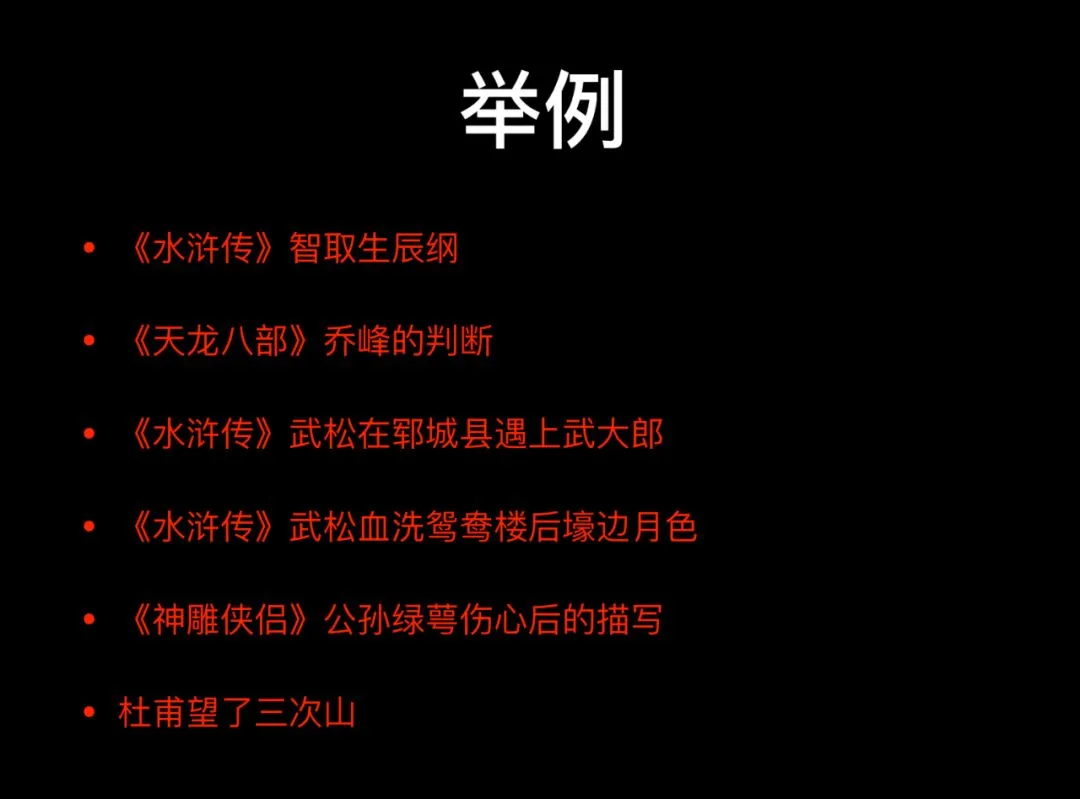 举例
• 《水浒传》智取生辰纲
• 《天龙八部》乔峰的判断
• 《水浒传》武松在郓城县遇上武大郎
• 《水浒传》武松血洗鸳鸯楼后壕边月色
• 《神雕侠侣》公孙绿萼伤心后的描写
• 杜甫望了三次山